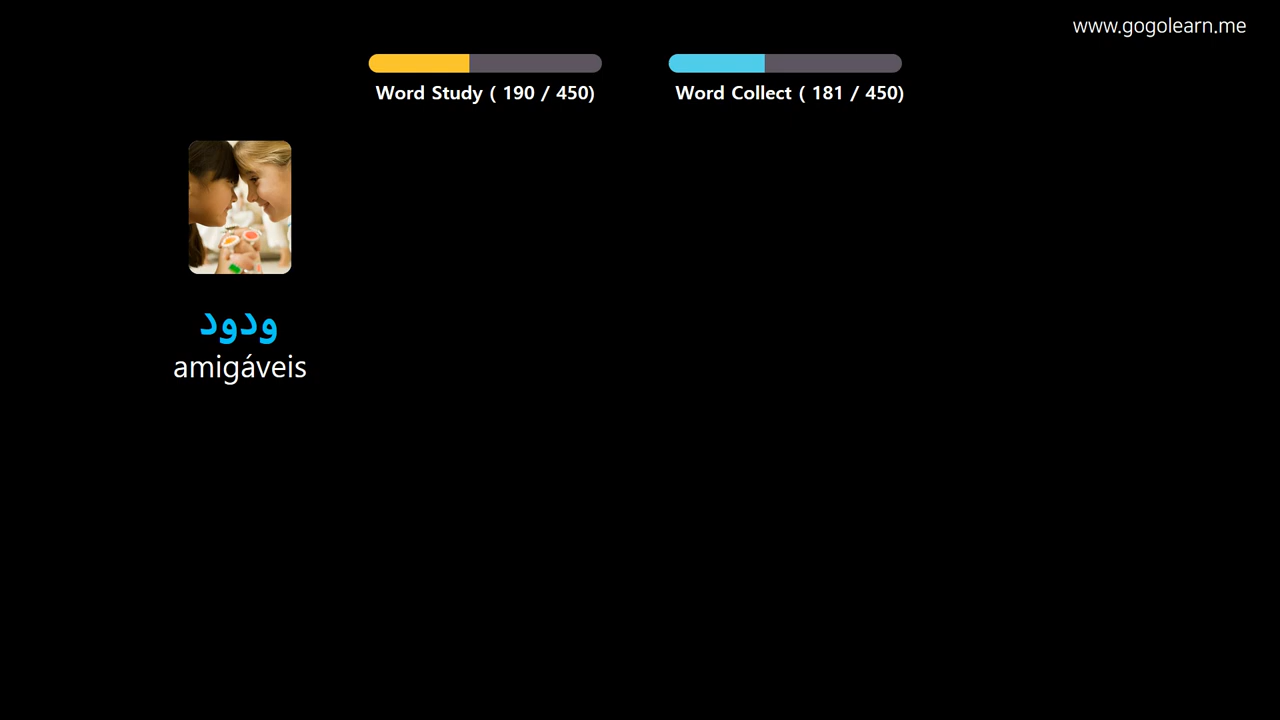 www.gogolearn.me
Word Study ( 190 / 450)
Word Collect ( 181 / 450)
ودود
amigáveis